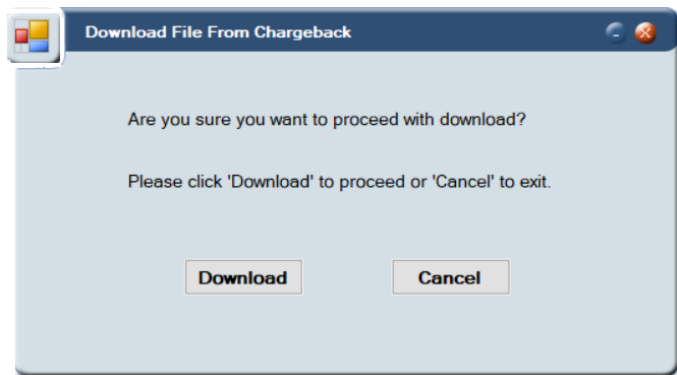 Download File From Chargeback
Are you sure you want to proceed with download?
Please click 'Download' to proceed or 'Cancel' to exit.
Download
Cancel